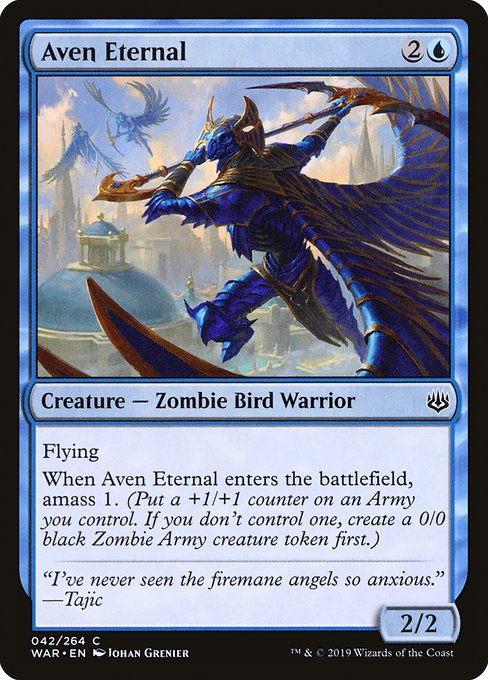 Aven Eternal 2
Creature — Zombie Bird Warrior
Flying
When Aven Eternal enters the battlefield,
amass 1. (Put a +1/+1 counter on an Army
you control. If you don't control one, create a 0/0
black Zombie Army creature token first.)
"I've never seen the firemane angels so anxious."
—Tajic
2/2
042/264 C
WAR • EN Johan Grenier
™ & © 2019 Wizards of the Coast